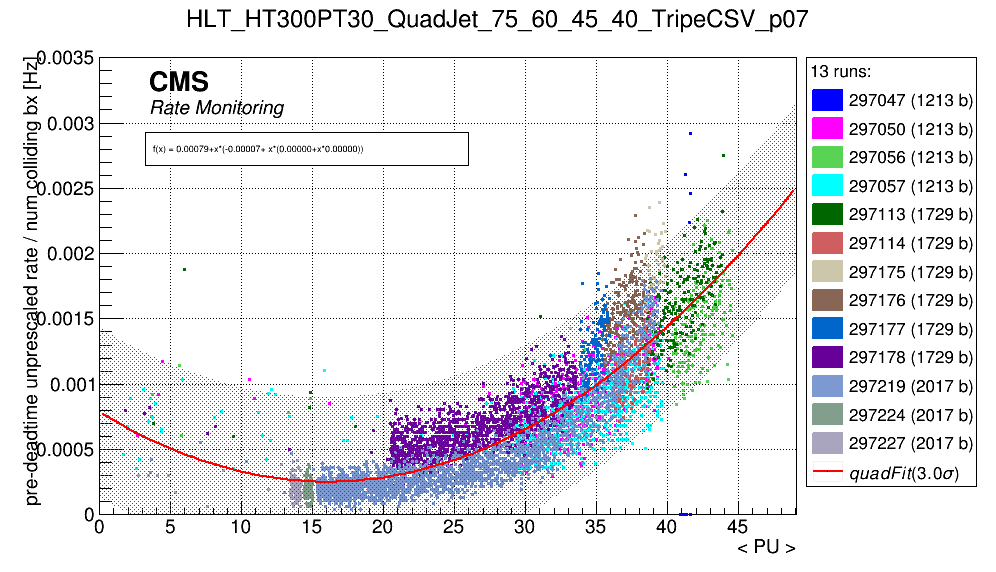 HLT_HT300PT30_QuadJet_75_60_45_40_TripeCSV_p07
pre-deadtime unprescaled rate / num colliding bx [Hz]
0.0035
0.003
0.0025
0.002
0.0015
0.001
0.0005
0
CMS
Rate Monitoring
f(x) = 0.00079+x*(-0.00007+ x*(0.00000+x*0.00000))
0 5 10 15 20 25 30 35 40 45
< PU >
13 runs:
297047 (1213 b)
297050 (1213 b)
297056 (1213 b)
297057 (1213 b)
297113 (1729 b)
297114 (1729 b)
297175 (1729 b)
297176 (1729 b)
297177 (1729 b)
297178 (1729 b)
297219 (2017 b)
297224 (2017 b)
297227 (2017 b)
quadFit(3.0σ)